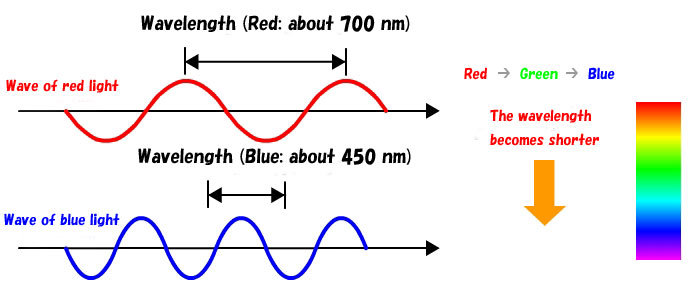 Wavelength (Red: about 700 nm)
Wave of red light
Red → Green → Blue
The wavelength
becomes shorter
Wavelength (Blue: about 450 nm)
Wave of blue light